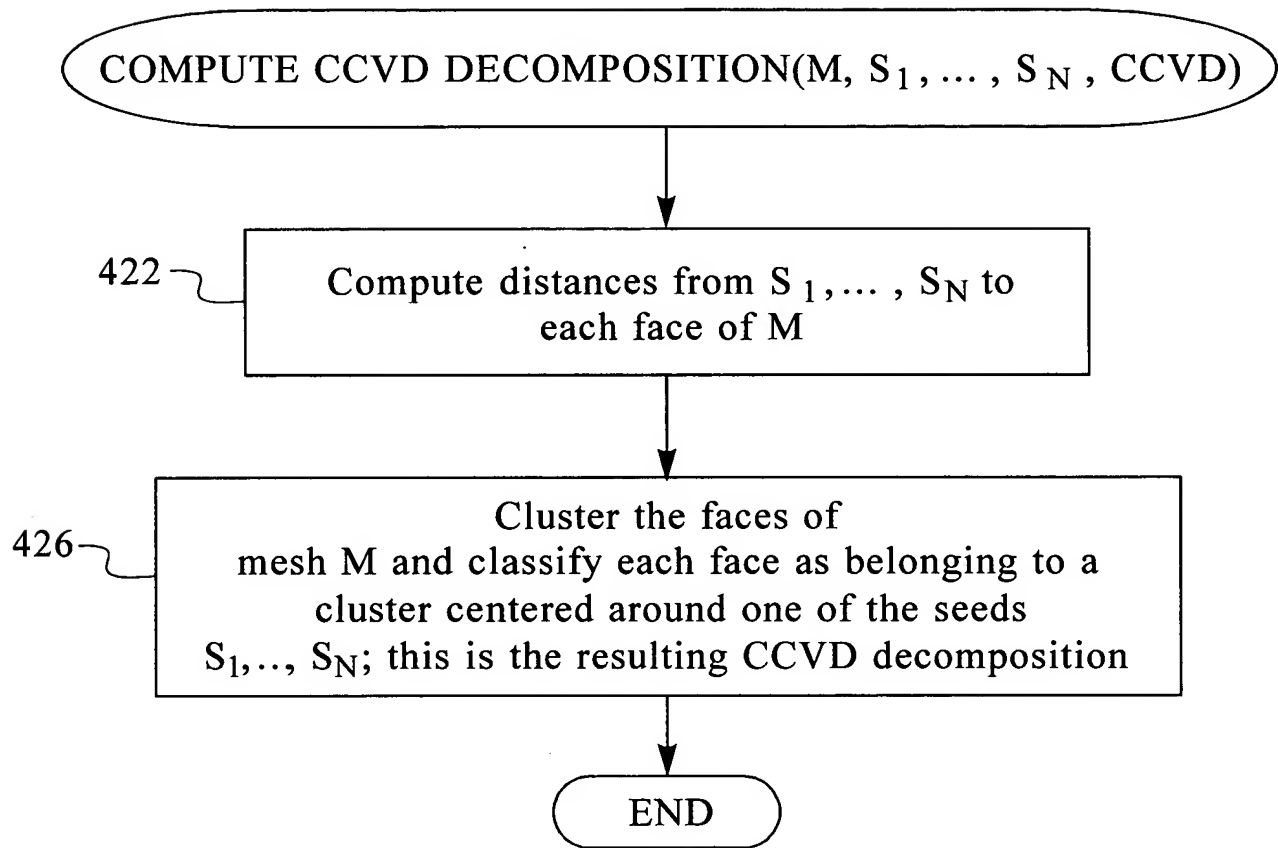 COMPUTE CCVD DECOMPOSITION(M, S1,... , SN , CCVD)
422
Compute distances from S1,... , SN to
each face of M
426
Cluster the faces of
mesh M and classify each face as belonging to a
cluster centered around one of the seeds
S1,.., SN; this is the resulting CCVD decomposition
END